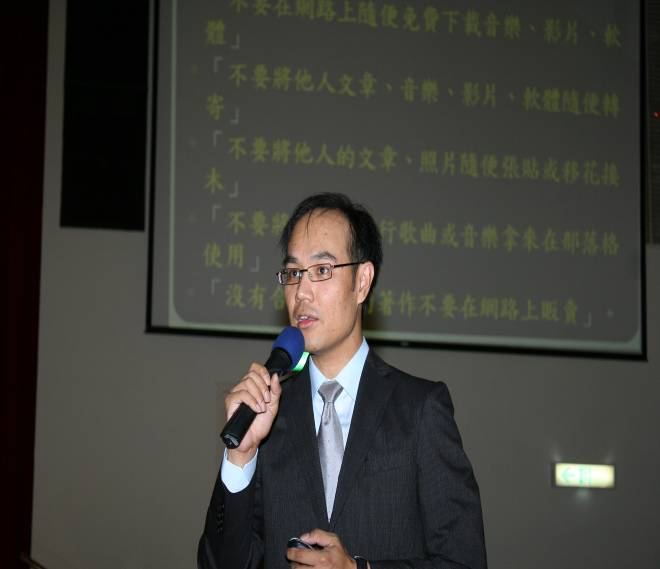 不要在網路上隨便免費下載音樂、影片、軟
體」
「不要將他人文章、音樂、影片、軟體隨便轉
寄」
「不要將他人的文章、照片隨便張貼或移花接
木」
「不要將 行歌曲或音樂拿來在部落格
使用」
「沒有合 著作不要在網路上販賣」。